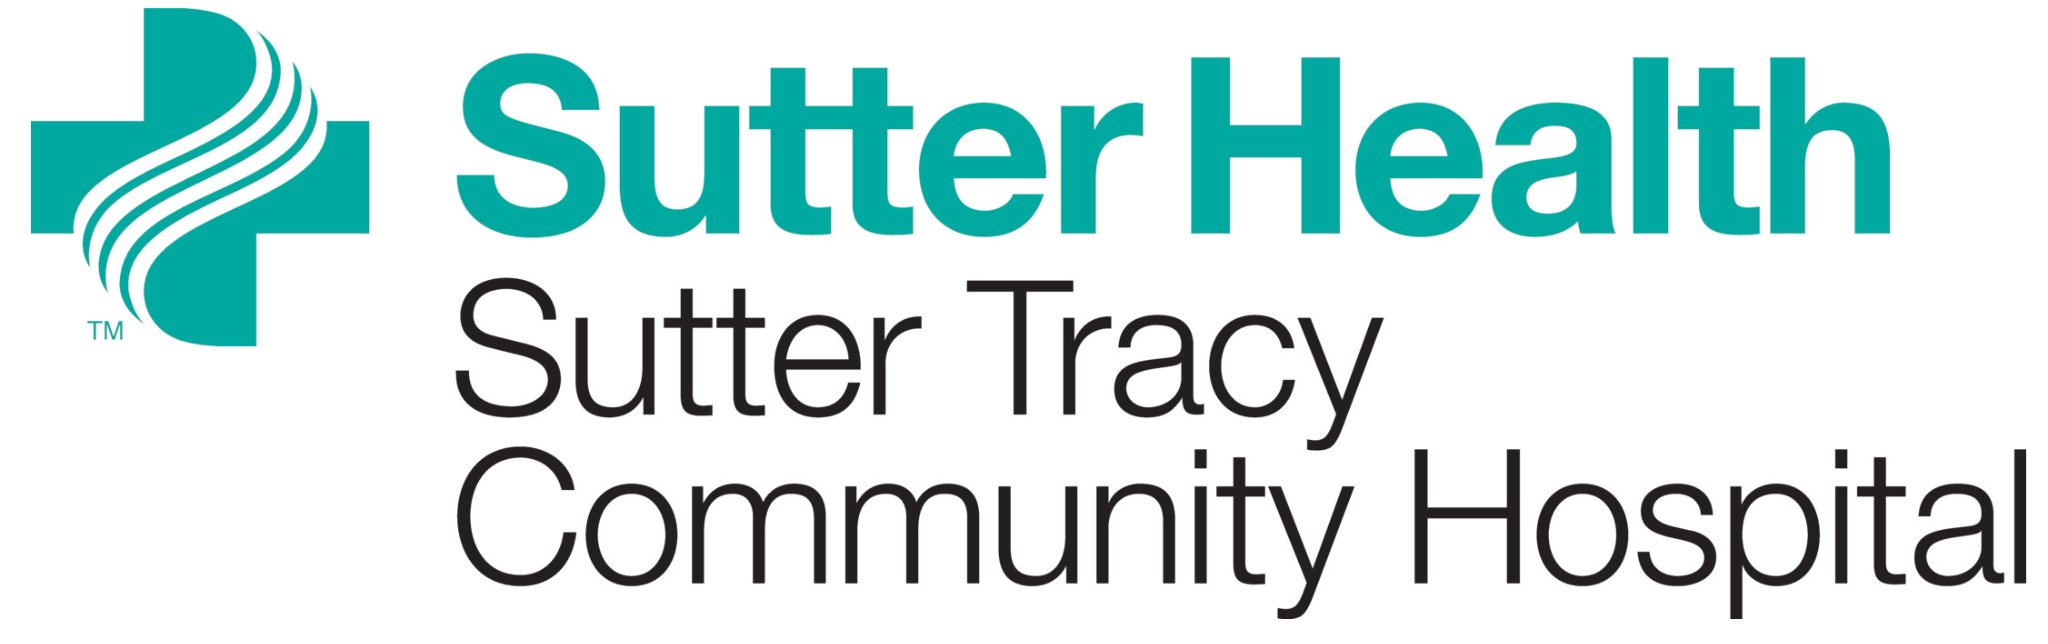 Sutter Health
Sutter Tracy
Community Hospital
TM